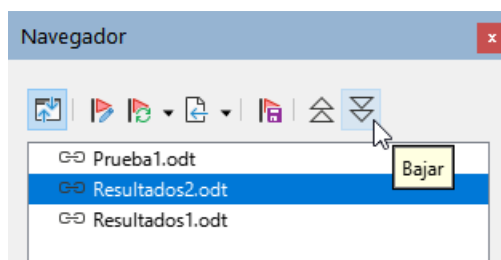 Navegador
x
Prueba1.odt
Resultados2.odt
Resultados1.odt
Bajar